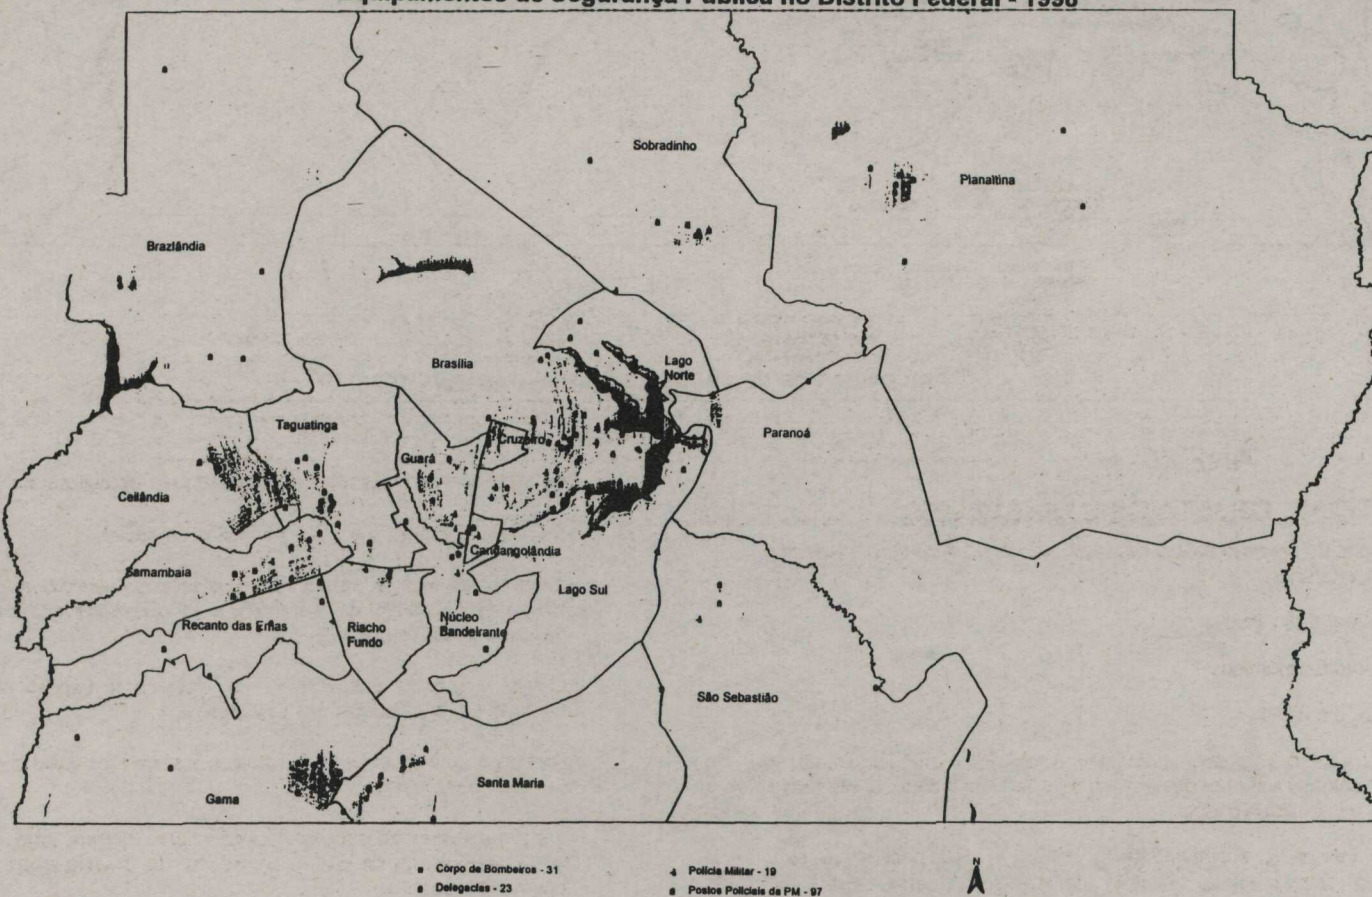 Equipamentos de Segurança Pública no Distrito Federal - 1996
Sobradinho
Planaltina
Brazlândia
Brasília
Lago
Norte
Taguatinga
Cruzeiro
Paranoá
Guará
Ceilândia
Candangolândia
Samambaia
Lago Sul
Recanto das Emas
Riacho
Fundo
Núcleo
Bandeirante
São Sebastião
Santa Maria
Gama
Corpo de Bombeiros - 31
Delegacias - 23
Polícia Militar - 19
Postos Policiais da PM - 97
N